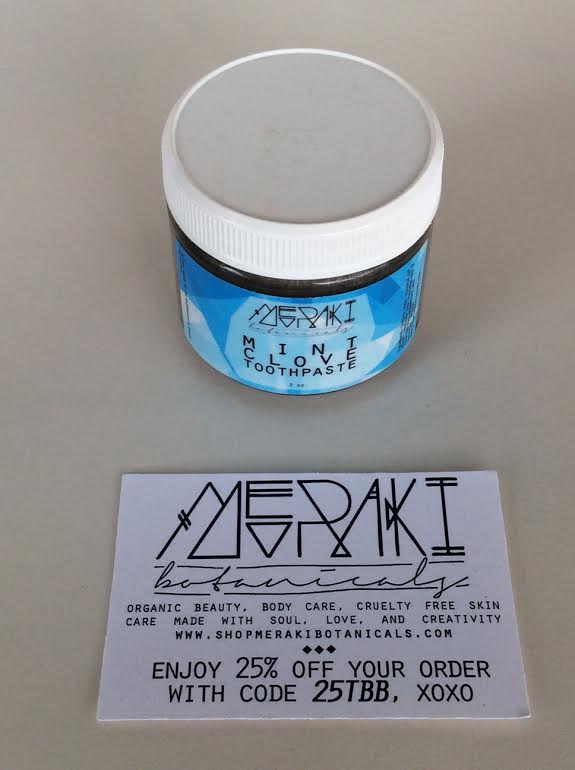 MERAKI
botanicals
MINT
CLOVE
TOOTHPASTE
2 oz.
MERAKI
botanicals
ORGANIC BEAUTY, BODY CARE, CRUELTY FREE SKIN
CARE MADE WITH SOUL, LOVE, AND CREATIVITY
WWW.SHOPMERAKIBOTANICALS.COM
ENJOY 25% OFF YOUR ORDER
WITH CODE 25TBB, XOXO